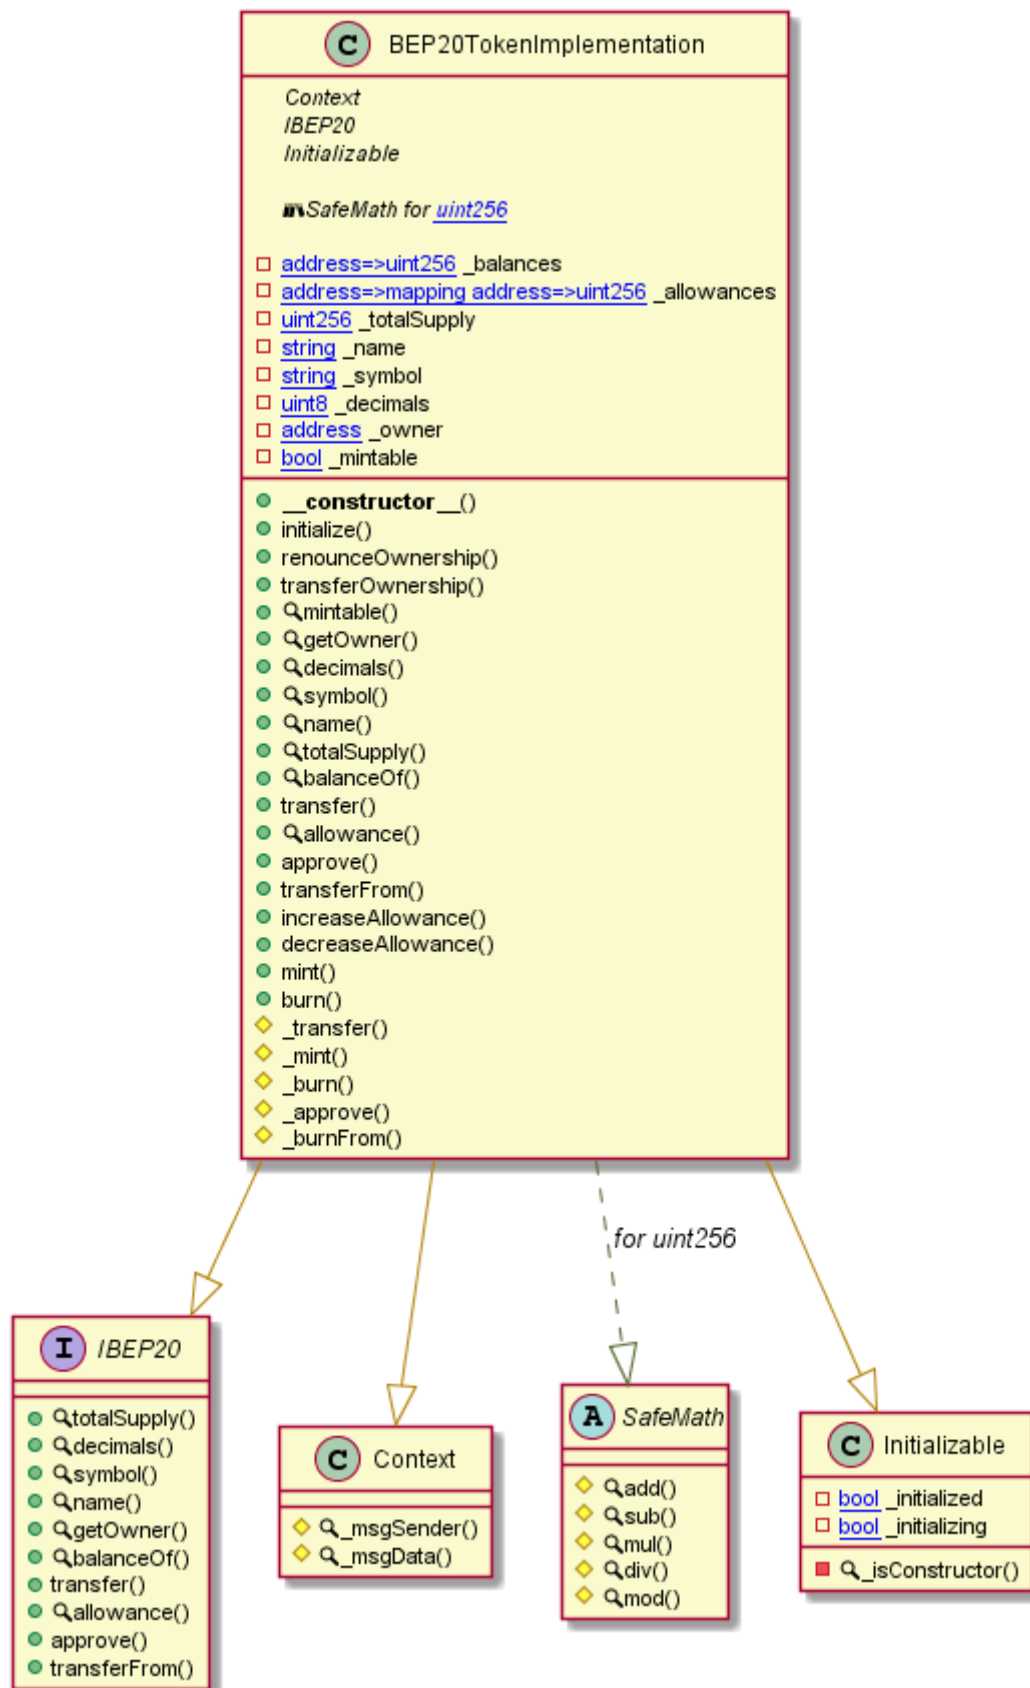 C BEP20TokenImplementation
Context
IBEP20
Initializable
SafeMath for uint256
address=>uint256 _balances
address=>mapping address=>uint256 _allowances
uint256 _totalSupply
string _name
string _symbol
uint8 _decimals
address _owner
bool _mintable
__constructor__()
initialize()
renounceOwnership()
transferOwnership()
mintable()
getOwner()
decimals()
symbol()
name()
totalSupply()
balanceOf()
transfer()
allowance()
approve()
transferFrom()
increaseAllowance()
decreaseAllowance()
mint()
burn()
_transfer()
_mint()
_burn()
_approve()
_burnFrom()
for uint256
I IBEP20
totalSupply()
decimals()
symbol()
name()
getOwner()
balanceOf()
transfer()
allowance()
approve()
transferFrom()
C Context
_msgSender()
_msgData()
A SafeMath
add()
sub()
mul()
div()
mod()
C Initializable
bool _initialized
bool _initializing
_isConstructor()